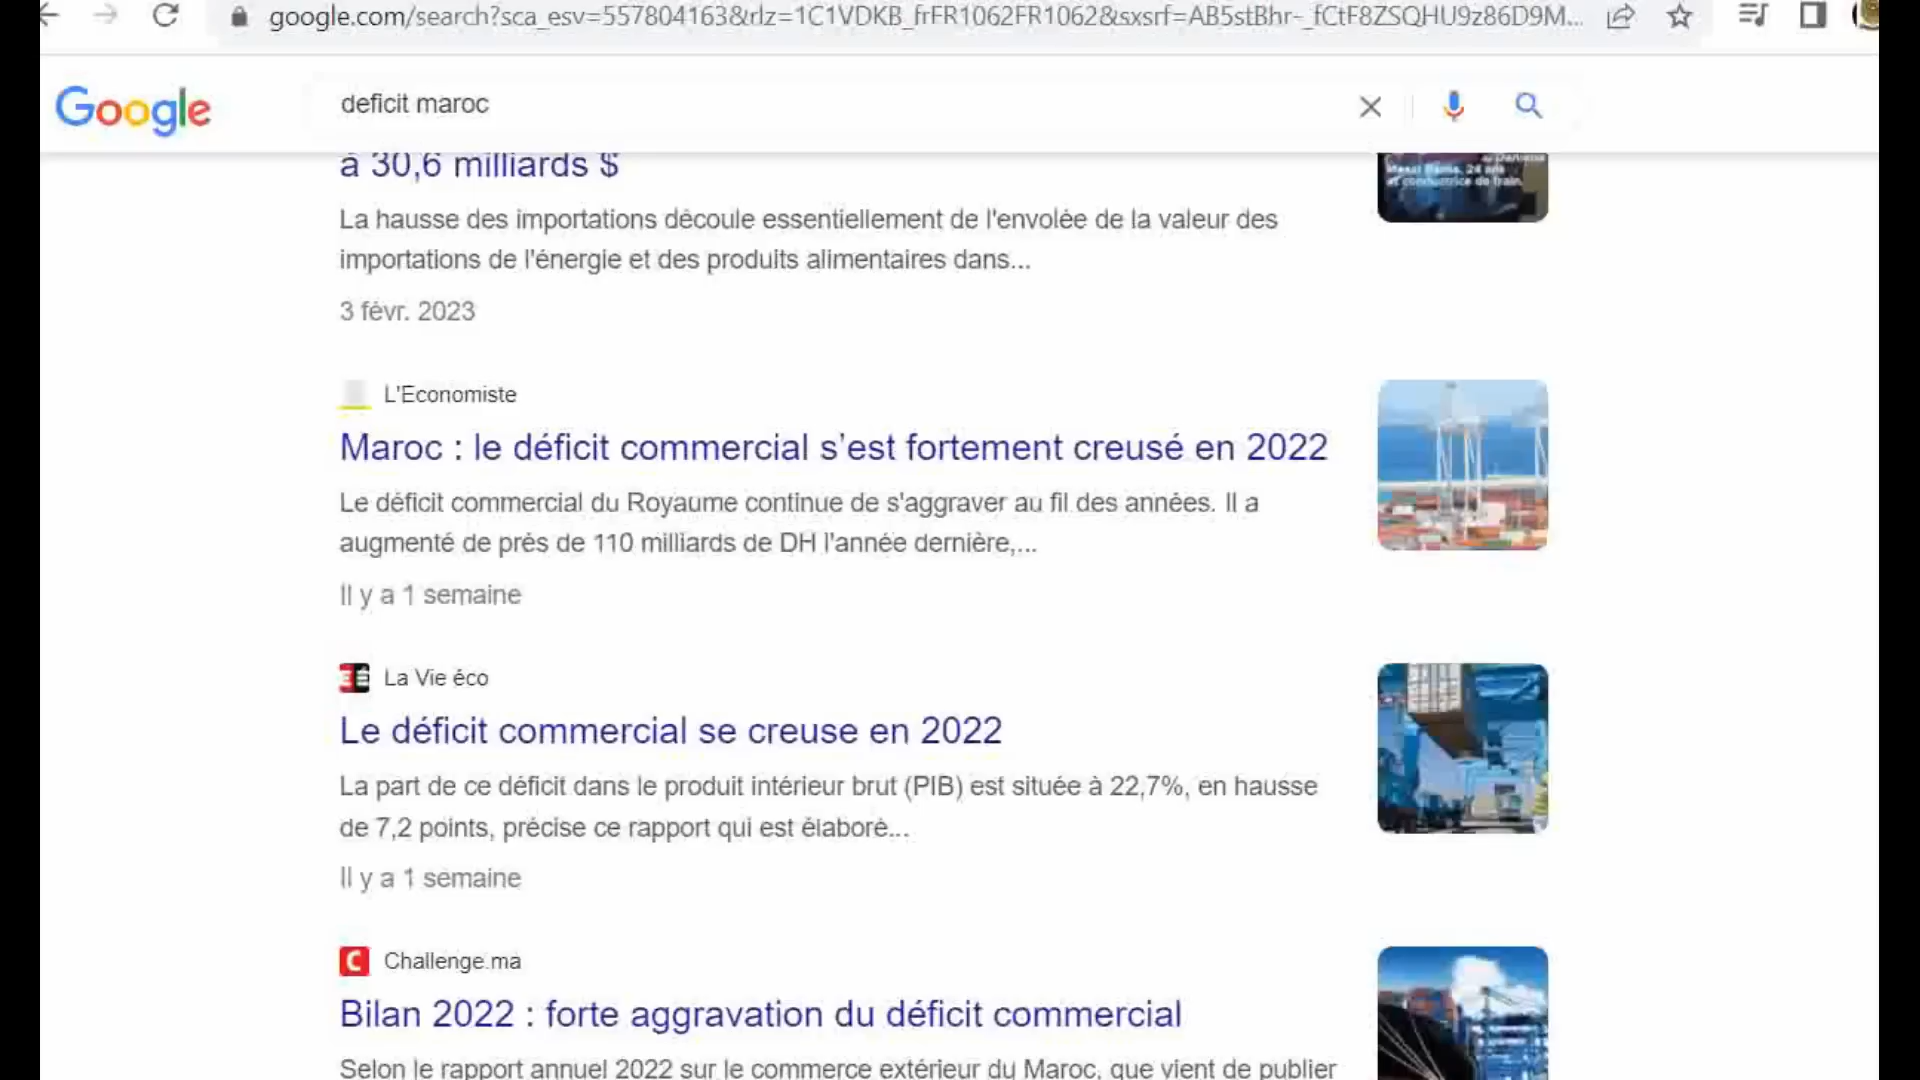 google.com/search?sca_esv=557804163&rlz=1C1VDKB_frFR1062FR1062&sxsrf=AB5stBhr-_fCtF8ZSQHU9z86D9M...
Google
deficit maroc
à 30,6 milliards $
La hausse des importations découle essentiellement de l'envolée de la valeur des
importations de l'énergie et des produits alimentaires dans...
3 févr. 2023
24 ans
et conductrice de train.
L'Economiste
Maroc : le déficit commercial s’est fortement creusé en 2022
Le déficit commercial du Royaume continue de s'aggraver au fil des années. Il a
augmenté de près de 110 milliards de DH l'année dernière,...
Il y a 1 semaine
La Vie éco
Le déficit commercial se creuse en 2022
La part de ce déficit dans le produit intérieur brut (PIB) est située à 22,7%, en hausse
de 7,2 points, précise ce rapport qui est élaboré...
Il y a 1 semaine
C Challenge.ma
Bilan 2022 : forte aggravation du déficit commercial
Selon le rapport annuel 2022 sur le commerce extérieur du Maroc, que vient de publier